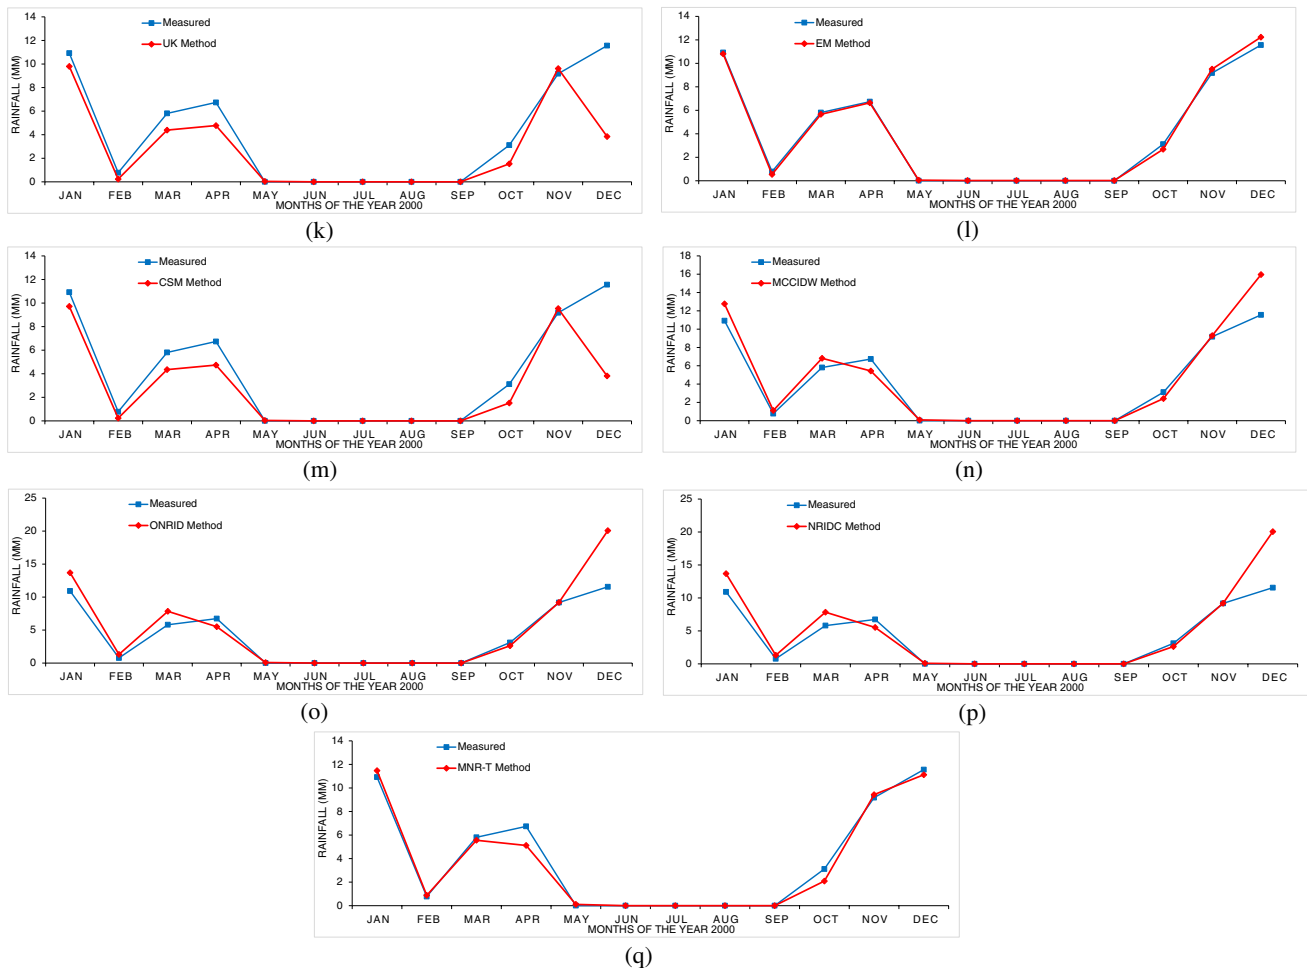 14
12
10
8
6
4
2
0
RAINFALL (MM)
Measured
UK Method
JAN FEB MAR APR MAY JUN JUL AUG SEP OCT NOV DEC
MONTHS OF THE YEAR 2000
(k)
14
12
10
8
6
4
2
0
RAINFALL (MM)
Measured
EM Method
JAN FEB MAR APR MAY JUN JUL AUG SEP OCT NOV DEC
MONTHS OF THE YEAR 2000
(l)
14
12
10
8
6
4
2
0
RAINFALL (MM)
Measured
CSM Method
JAN FEB MAR APR MAY JUN JUL AUG SEP OCT NOV DEC
MONTHS OF THE YEAR 2000
(m)
18
16
14
12
10
8
6
4
2
0
RAINFALL (MM)
Measured
MCCIDW Method
JAN FEB MAR APR MAY JUN JUL AUG SEP OCT NOV DEC
MONTHS OF THE YEAR 2000
(n)
25
20
15
10
5
0
RAINFALL (MM)
Measured
ONRID Method
JAN FEB MAR APR MAY JUN JUL AUG SEP OCT NOV DEC
MONTHS OF THE YEAR 2000
(o)
25
20
15
10
5
0
RAINFALL (MM)
Measured
NRIDC Method
JAN FEB MAR APR MAY JUN JUL AUG SEP OCT NOV DEC
MONTHS OF THE YEAR 2000
(p)
14
12
10
8
6
4
2
0
RAINFALL (MM)
Measured
MNR-T Method
JAN FEB MAR APR MAY JUN JUL AUG SEP OCT NOV DEC
MONTHS OF THE YEAR 2000
(q)